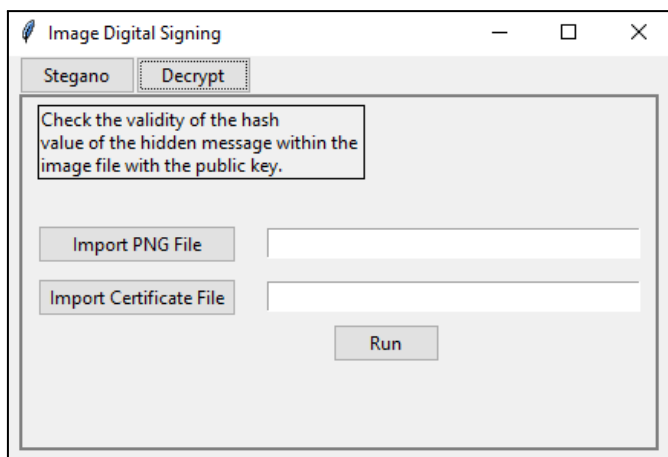 Image Digital Signing
Stegano Decrypt
Check the validity of the hash
value of the hidden message within the
image file with the public key.
Import PNG File
Import Certificate File
Run